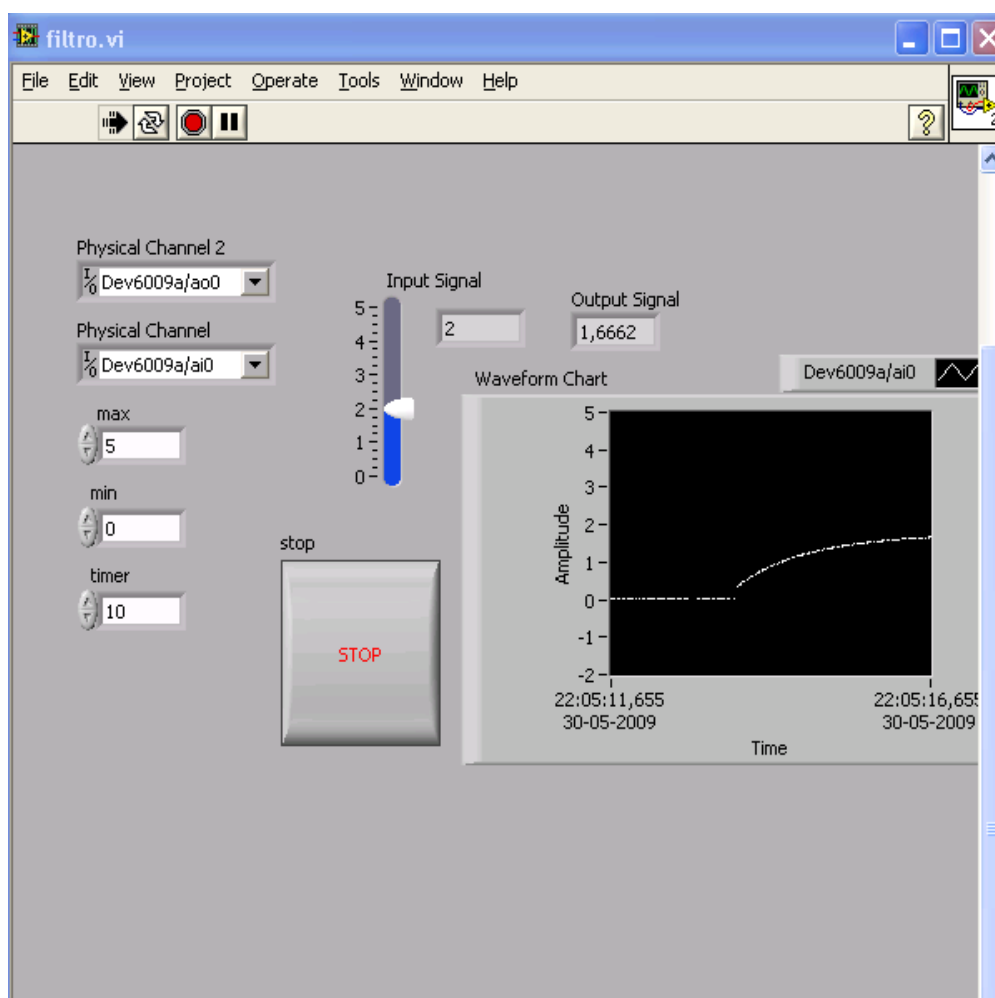 filtro.vi
File Edit View Project Operate Tools Window Help
?
2
Physical Channel 2
I/O Dev6009a/ao0
Physical Channel
I/O Dev6009a/ai0
max
5
min
0
timer
10
Input Signal
5
4
3
2
1
0
2
Output Signal
1,6662
stop
STOP
Waveform Chart
Dev6009a/ai0
Amplitude
5
4
3
2
1
0
-1
-2
22:05:11,655
30-05-2009
22:05:16,655
30-05-2009
Time